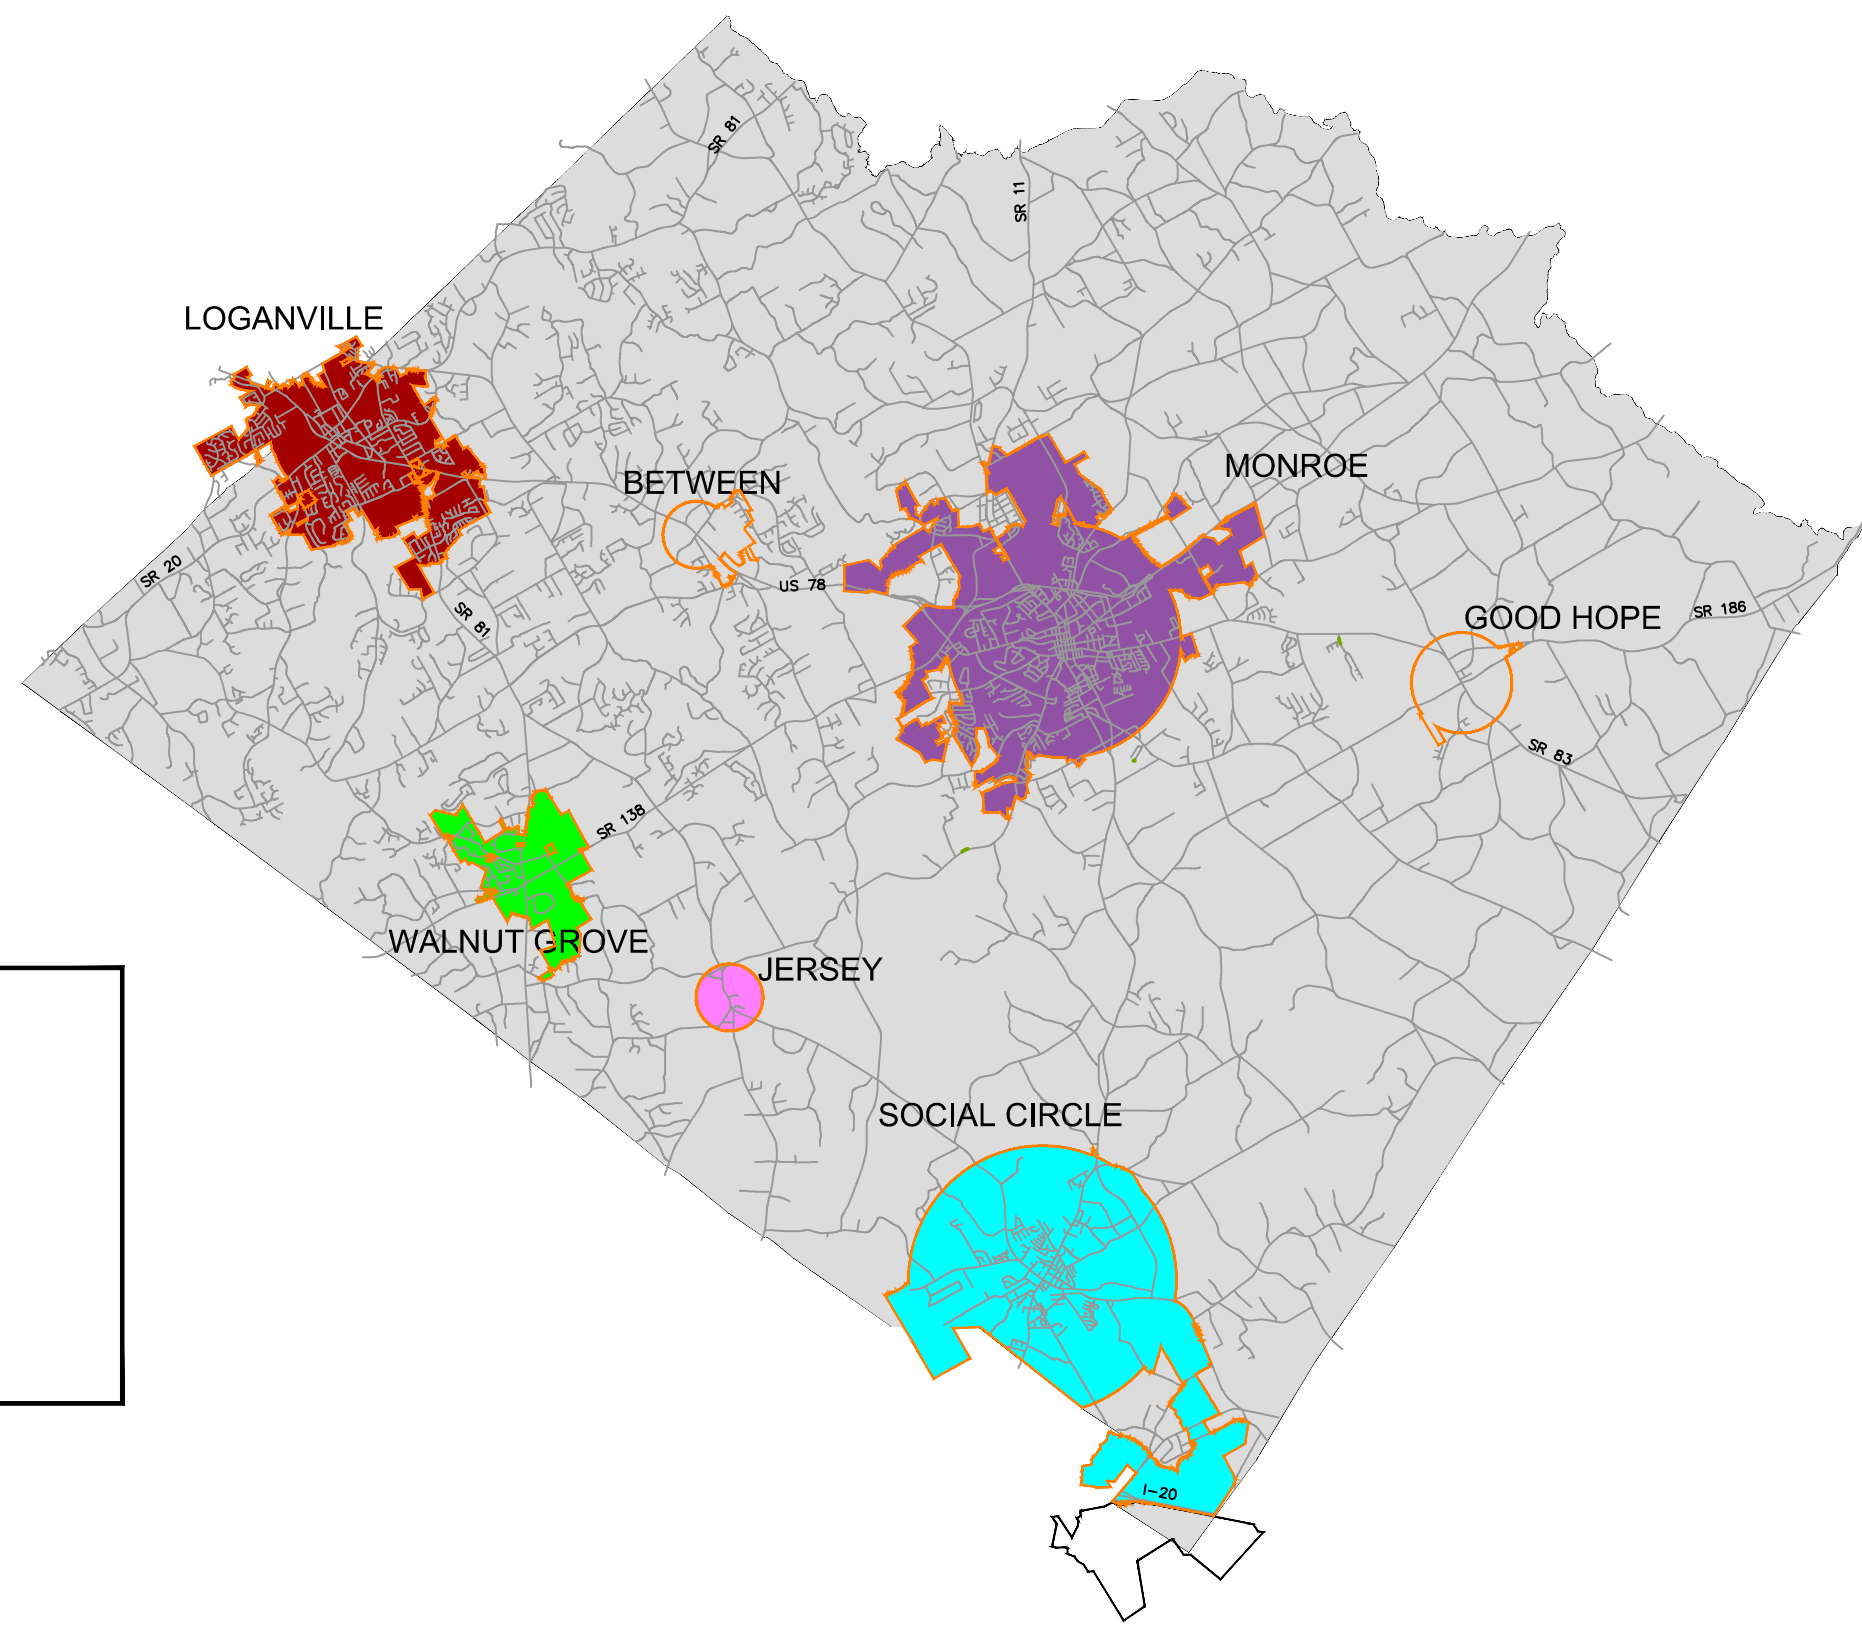 SR 81
SR 11
LOGANVILLE
BETWEEN
MONROE
SR 20
US 78
SR 81
GOOD HOPE
SR 186
SR 83
SR 138
WALNUT GROVE
JERSEY
SOCIAL CIRCLE
I-20